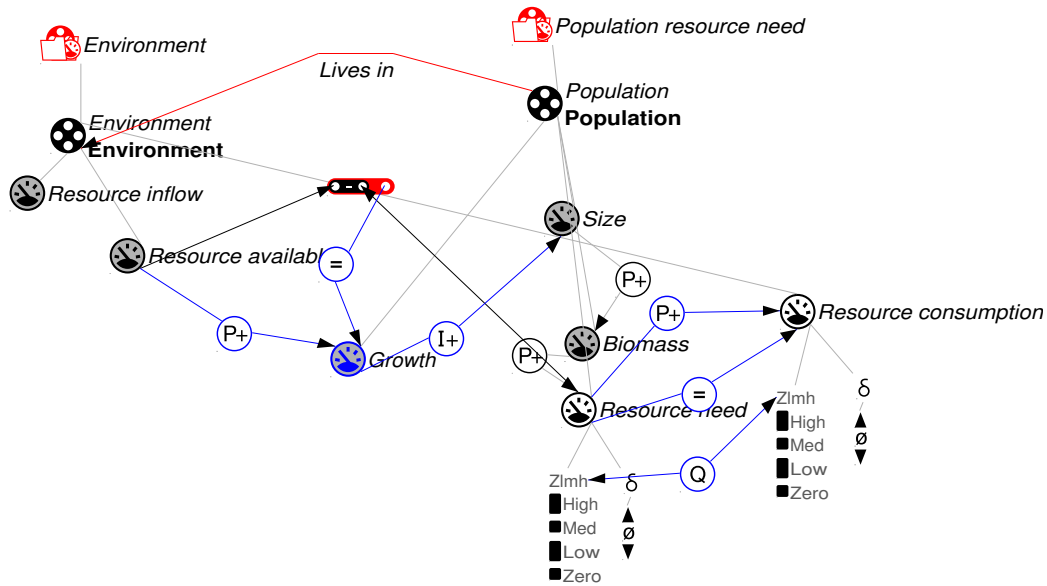 Environment
Population resource need
Lives in
Population
Population
Environment
Environment
Resource inflow
-
Size
Resource available
=
P+
P+
Resource consumption
P+
I+
Biomass
P+
Growth
=
Resource need
Zlmh
δ
High
Med
ø
Low
Zero
Q
Zlmh
δ
High
Med
ø
Low
Zero